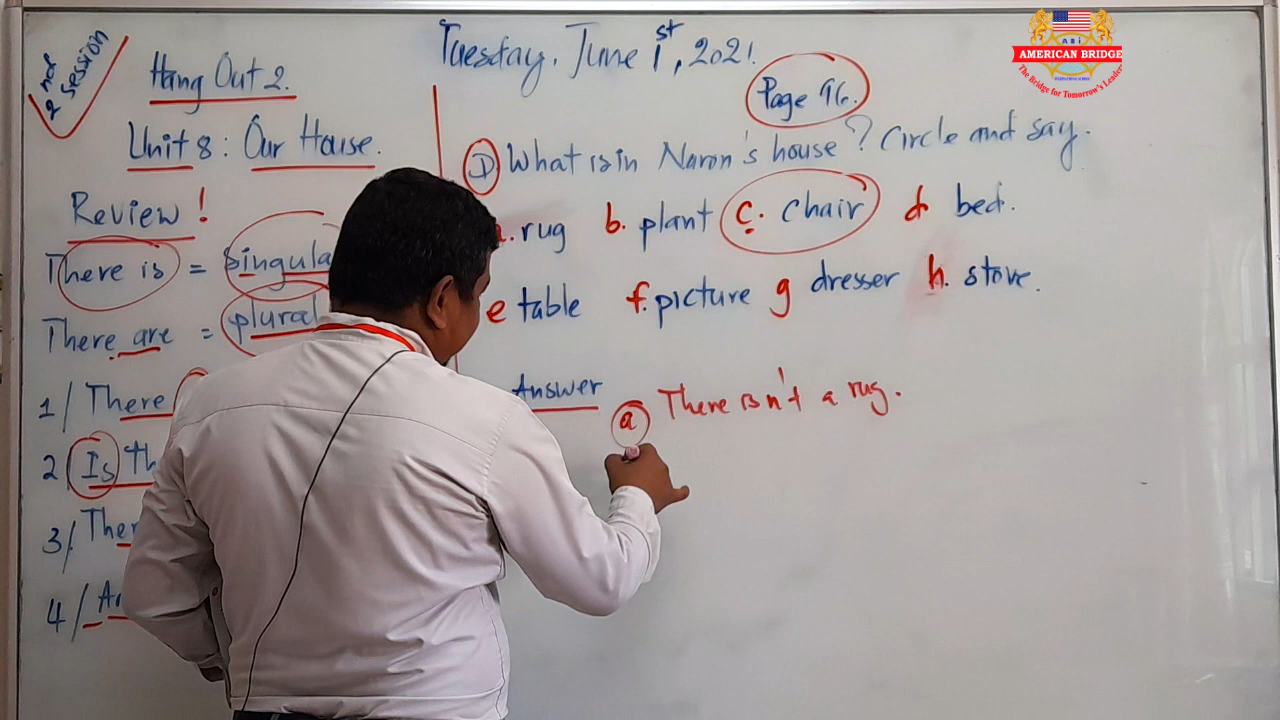 2nd session
Hang Out 2.
Unit 8: Our House.
Review !
There is = Singula
There are = plural
1/ There
2 Is th
3/. Ther
4/
Tuesday, June 1st, 2021.
Page 96.
D What is in Naron's house? Circle and say.
a. rug b. plant c. chair d bed.
e table f. picture g dresser h. stove.
Answer
a There isn't a rug.
ABi
AMERICAN BRIDGE
The Bridge for Tomorrow's Leader